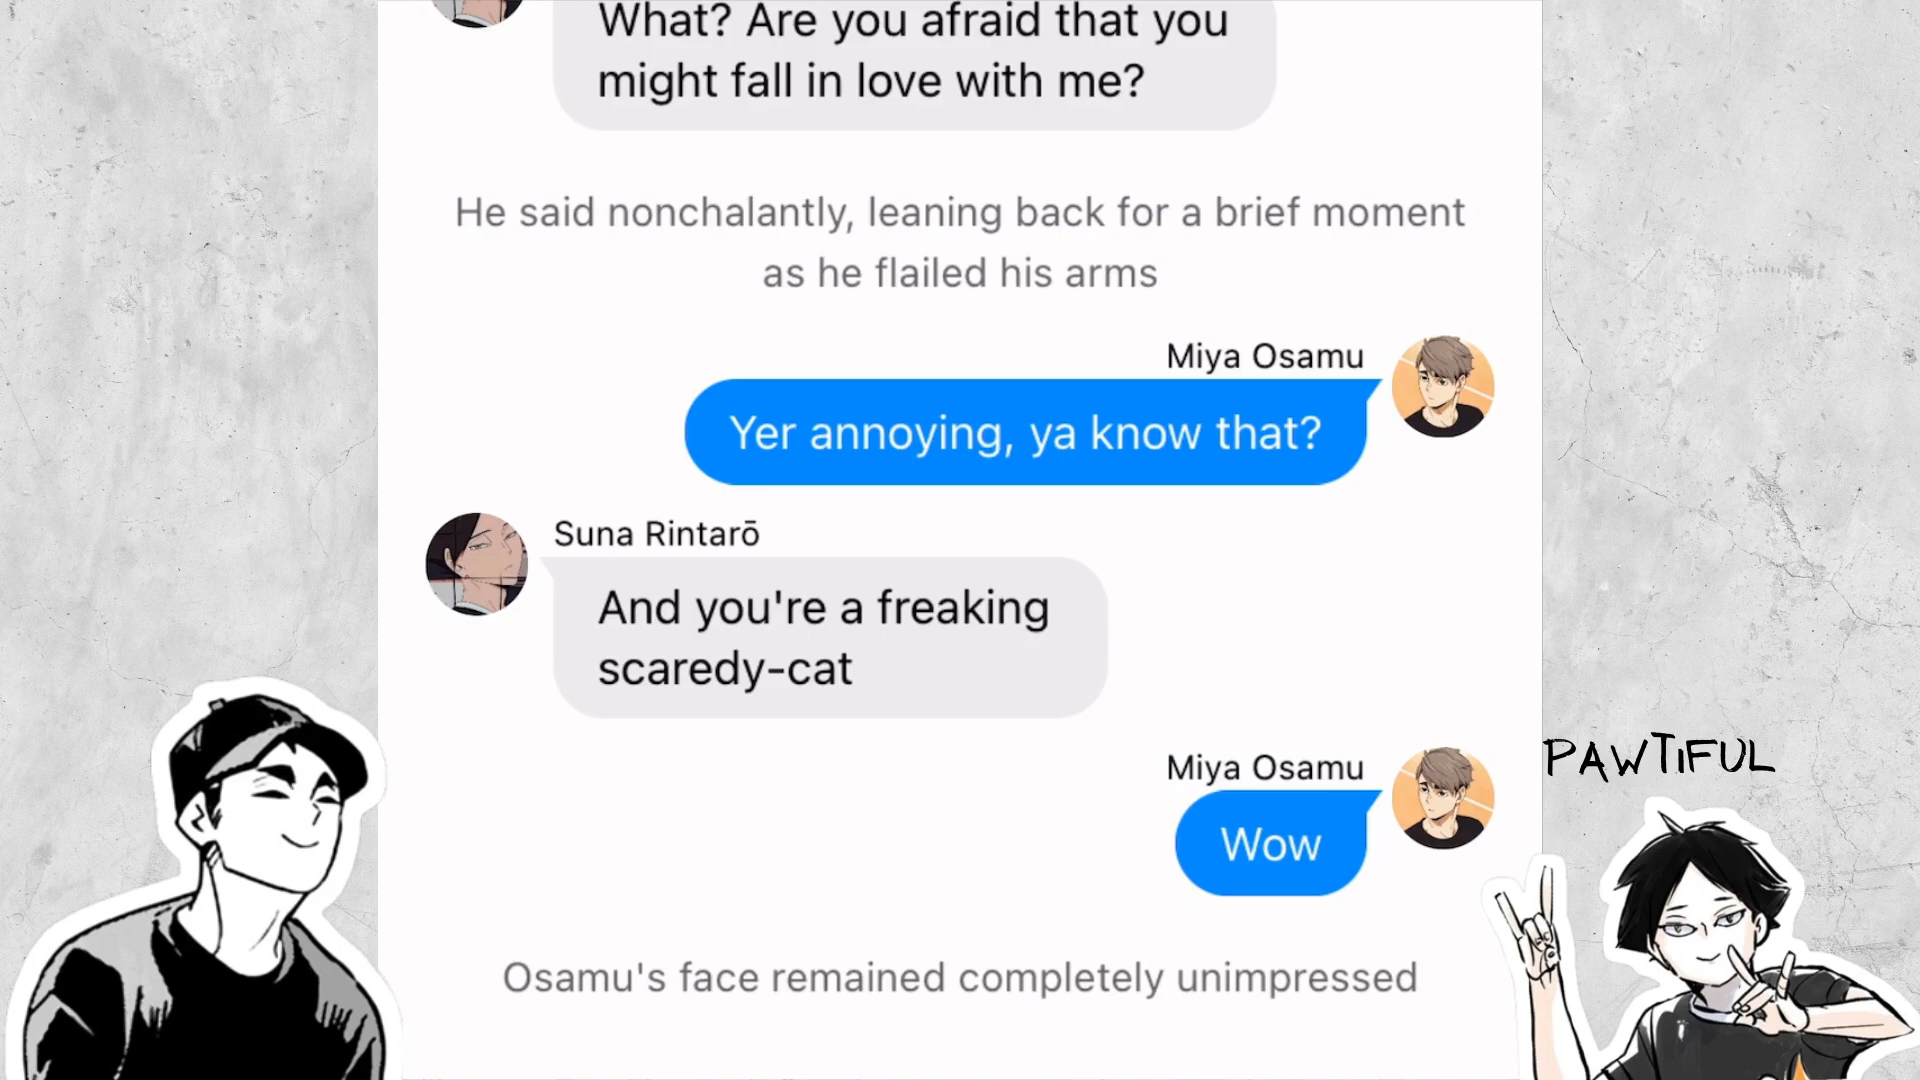 What? Are you afraid that you
might fall in love with me?
He said nonchalantly, leaning back for a brief moment
as he flailed his arms
Miya Osamu
Yer annoying, ya know that?
Suna Rintarō
And you're a freaking
scaredy-cat
Miya Osamu
Wow
PAWTIFUL
Osamu's face remained completely unimpressed